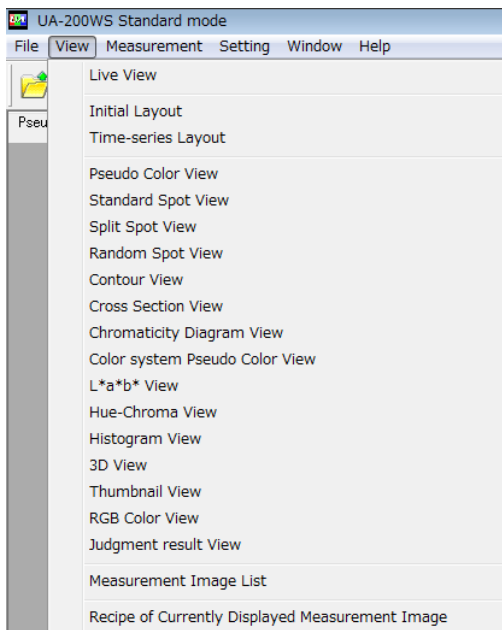 UA-200WS Standard mode
File View Measurement Setting Window Help
Live View
Pseu
Initial Layout
Time-series Layout
Pseudo Color View
Standard Spot View
Split Spot View
Random Spot View
Contour View
Cross Section View
Chromaticity Diagram View
Color system Pseudo Color View
L*a*b* View
Hue-Chroma View
Histogram View
3D View
Thumbnail View
RGB Color View
Judgment result View
Measurement Image List
Recipe of Currently Displayed Measurement Image